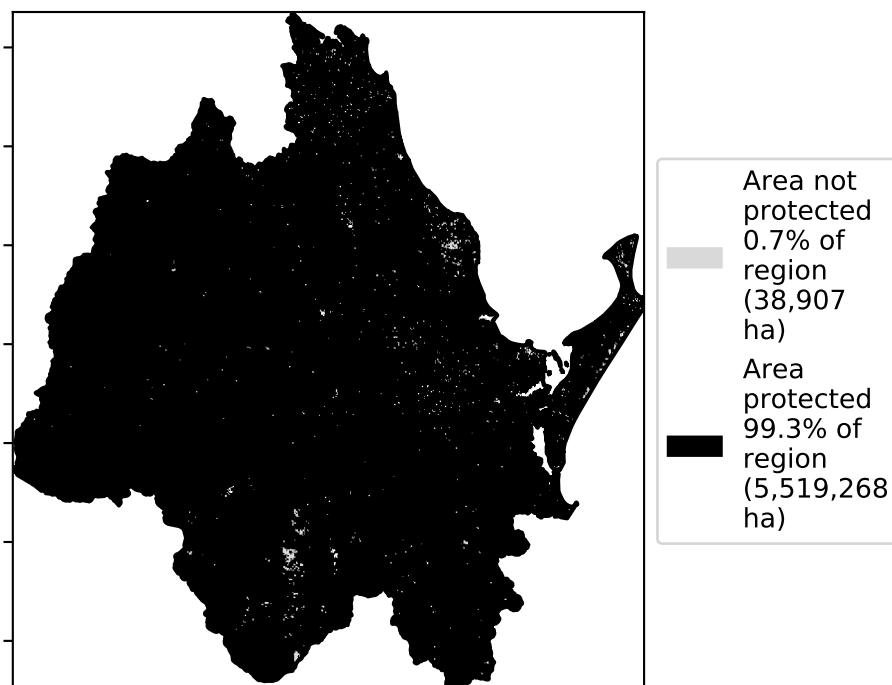 Area not
protected
0.7% of
region
(38,907
ha)
Area
protected
99.3% of
region
(5,519,268
ha)